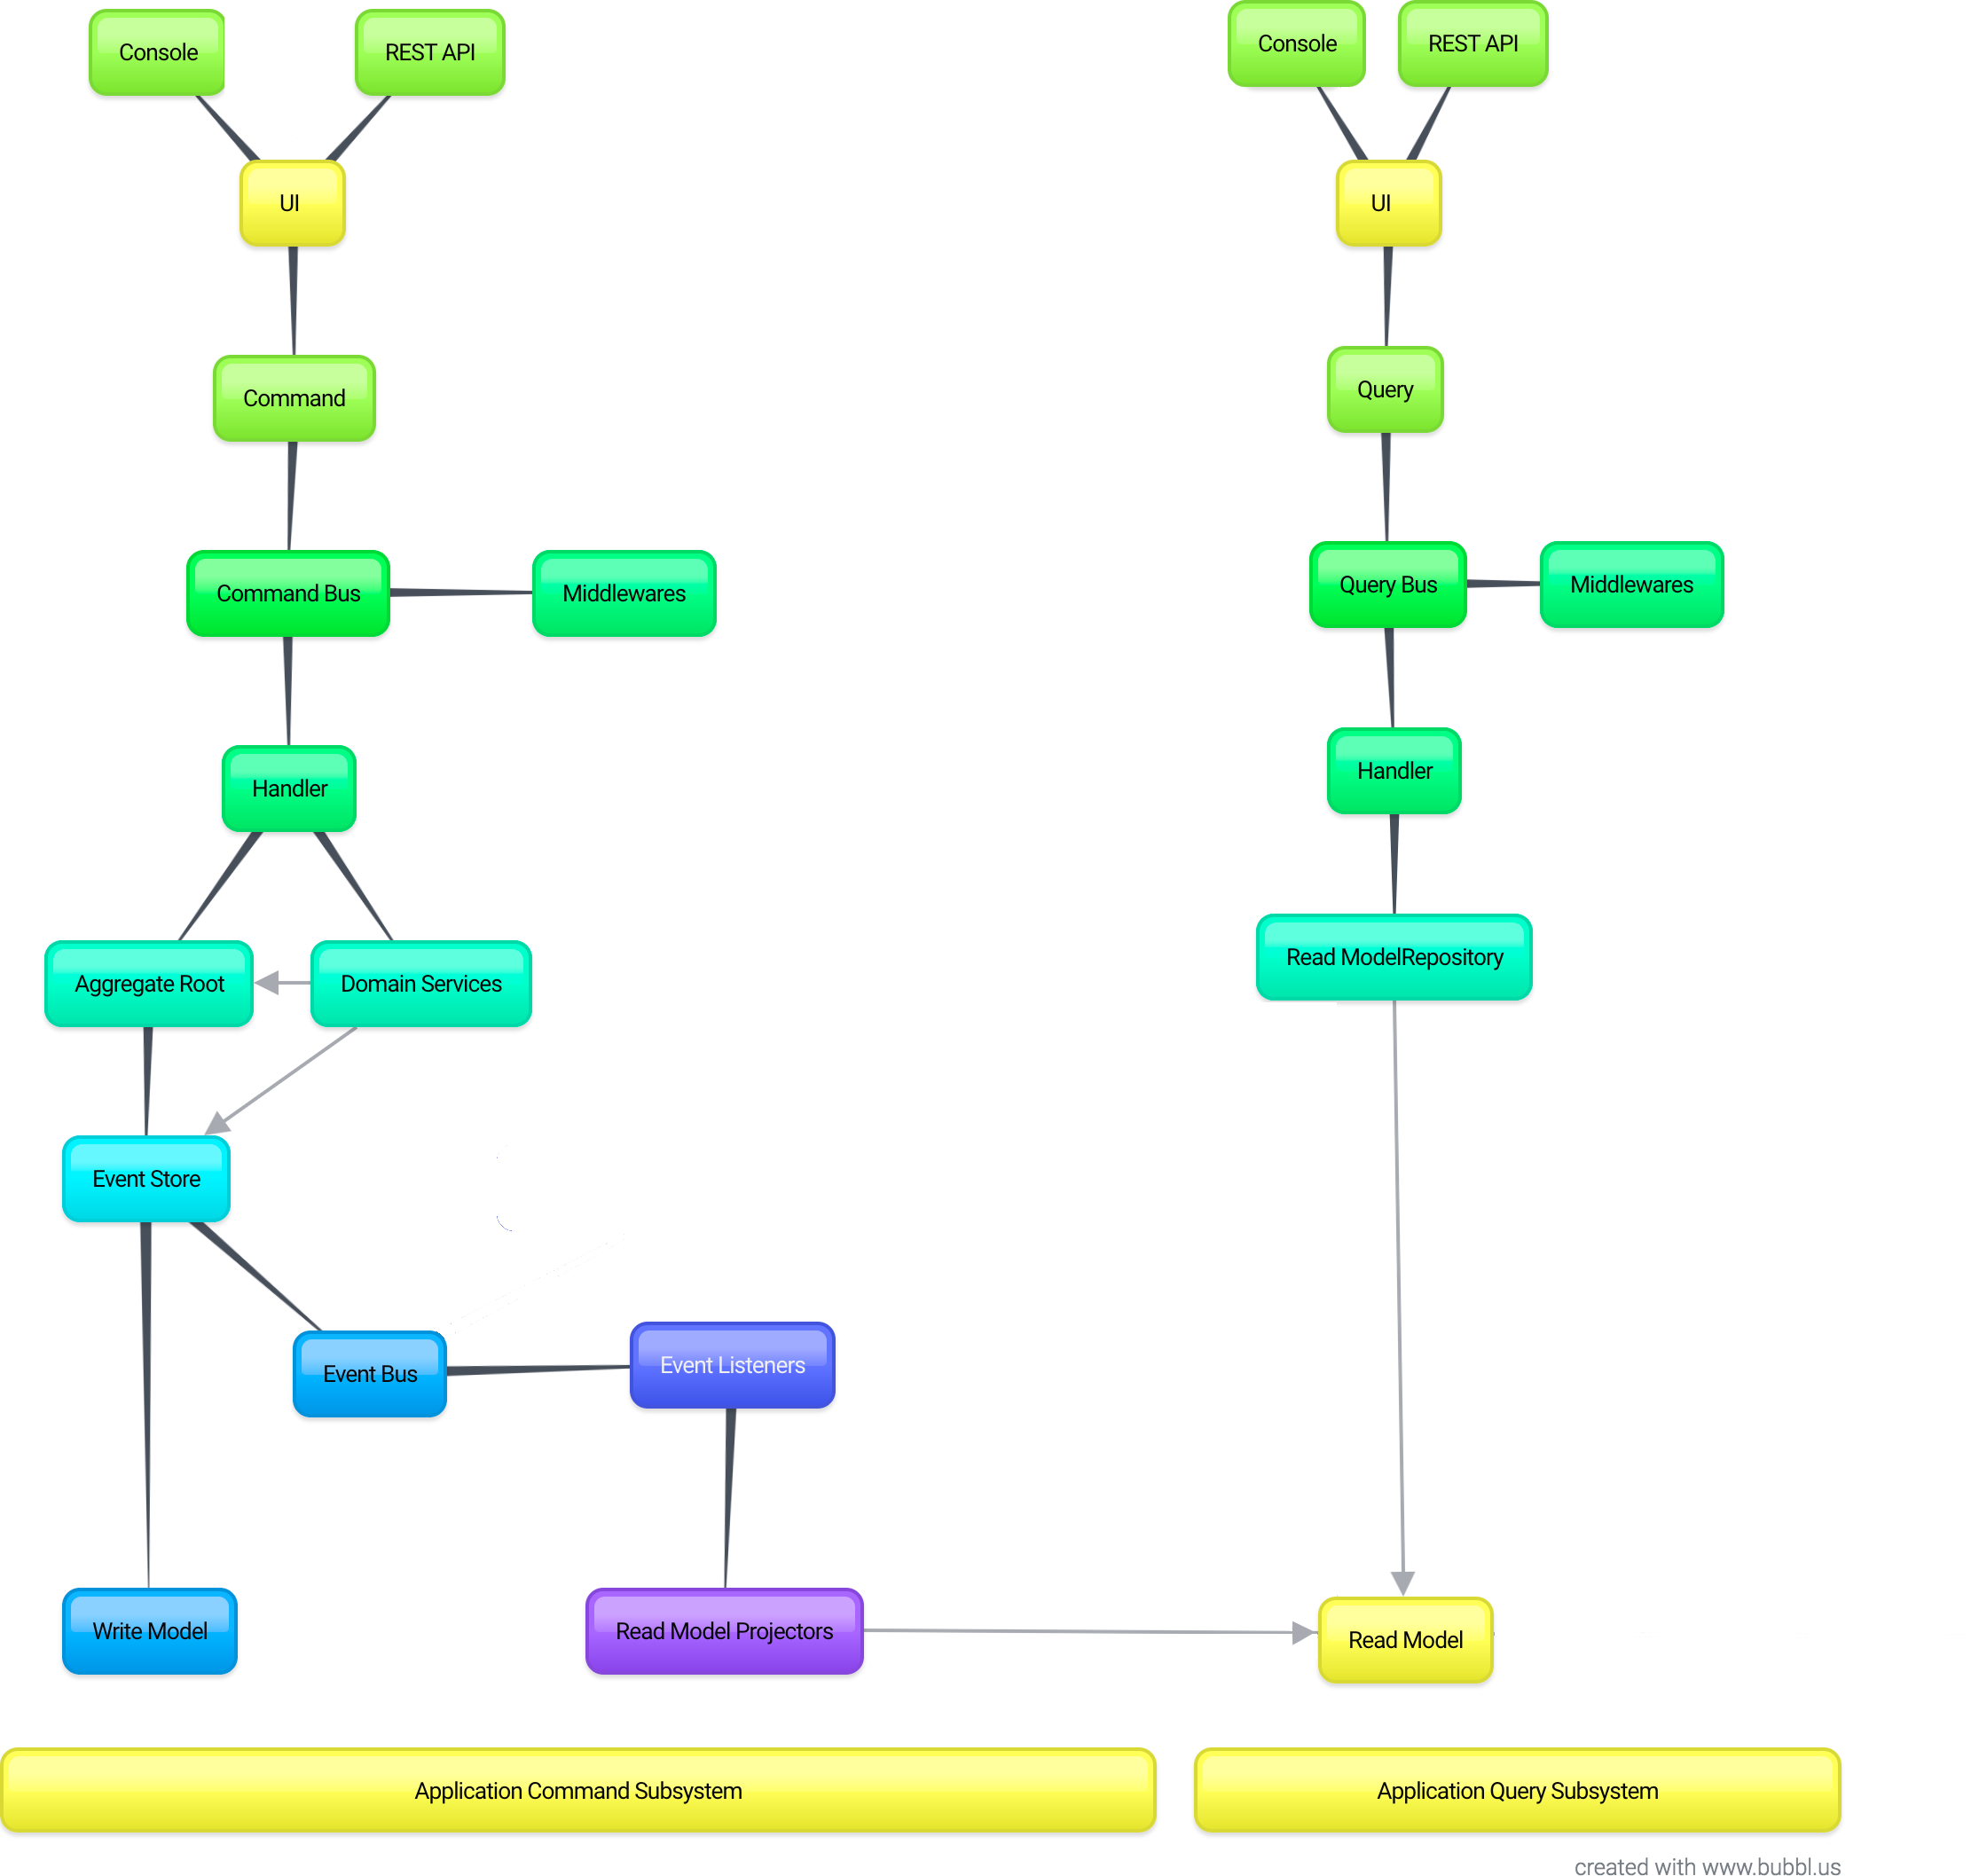 Console
REST API
UI
Command
Command Bus
Middlewares
Handler
Aggregate Root
Domain Services
Event Store
Event Bus
Event Listeners
Write Model
Read Model Projectors
Application Command Subsystem
Console
REST API
UI
Query
Query Bus
Middlewares
Handler
Read ModelRepository
Read Model
Application Query Subsystem
created with www.bubbl.us